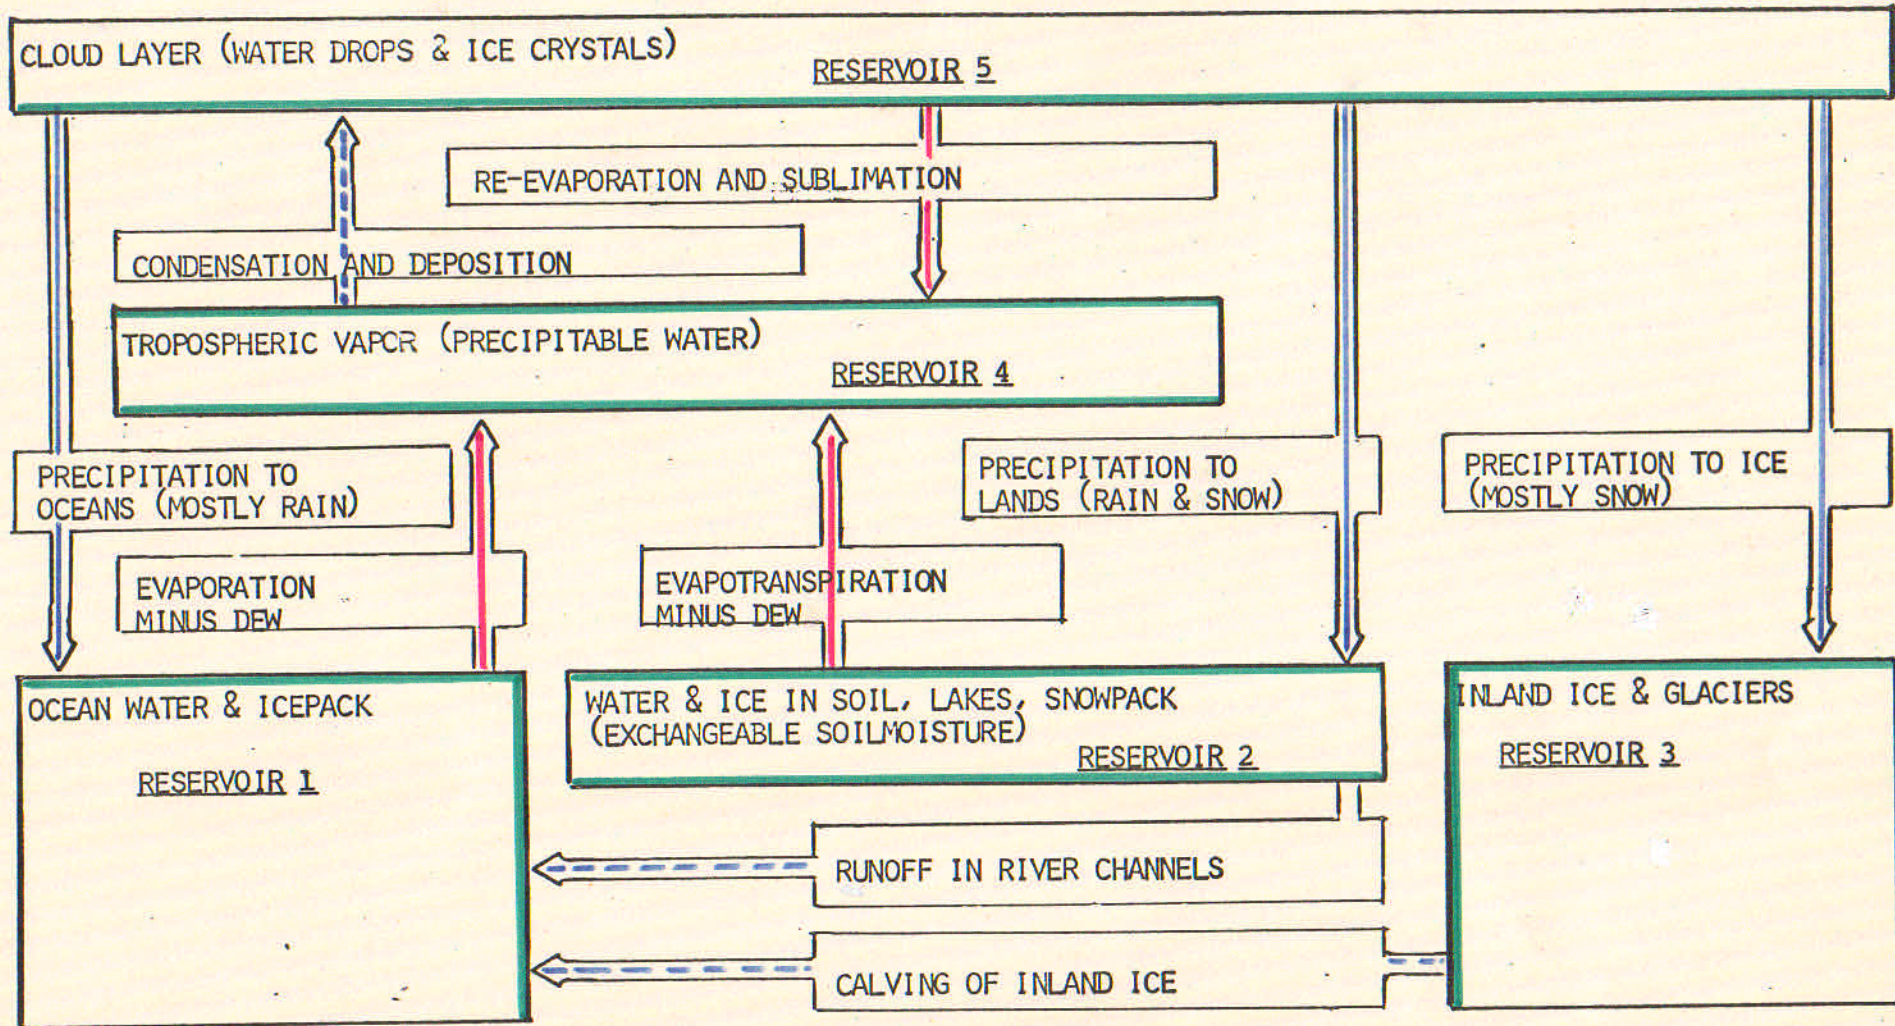 CLOUD LAYER (WATER DROPS & ICE CRYSTALS)
RESERVOIR 5
RE-EVAPORATION AND SUBLIMATION
CONDENSATION AND DEPOSITION
TROPOSPHERIC VAPOR (PRECIPITABLE WATER)
RESERVOIR 4
PRECIPITATION TO
OCEANS (MOSTLY RAIN)
PRECIPITATION TO
LANDS (RAIN & SNOW)
PRECIPITATION TO ICE
(MOSTLY SNOW)
EVAPORATION
MINUS DEW
EVAPOTRANSPIRATION
MINUS DEW
OCEAN WATER & ICEPACK
RESERVOIR 1
WATER & ICE IN SOIL, LAKES, SNOWPACK
(EXCHANGEABLE SOILMOISTURE)
RESERVOIR 2
INLAND ICE & GLACIERS
RESERVOIR 3
RUNOFF IN RIVER CHANNELS
CALVING OF INLAND ICE